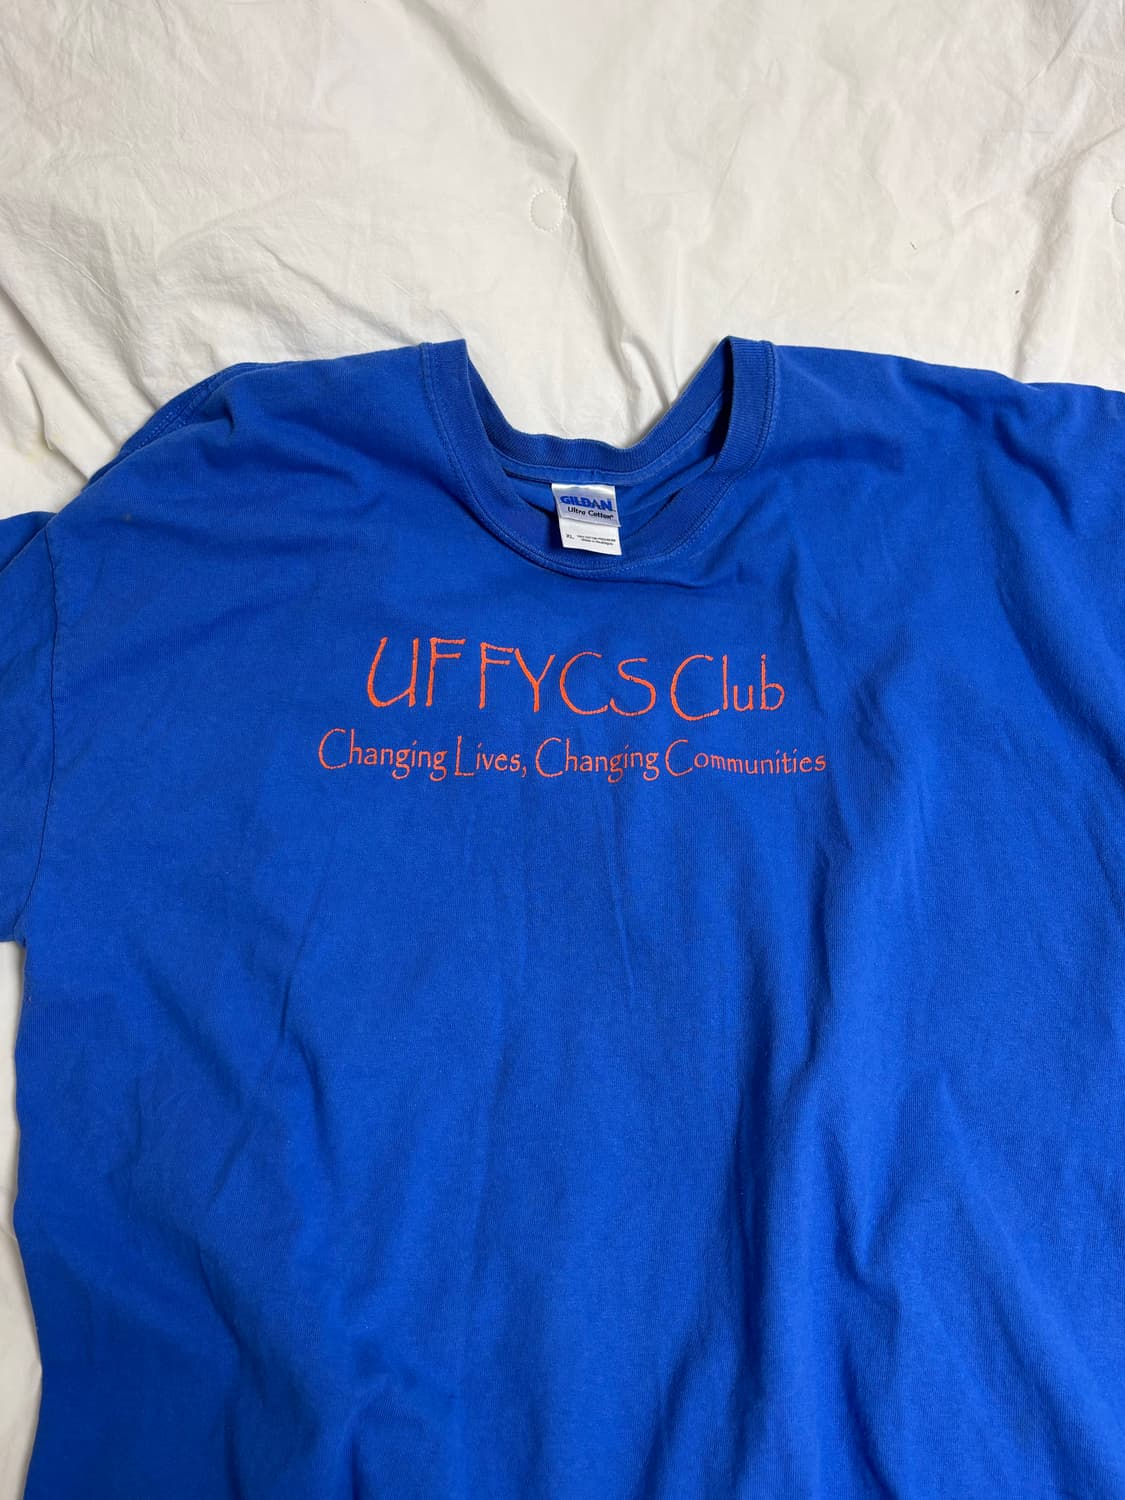 GILDAN
Ultra Cotton®
XL
UF FYCS Club
Changing Lives, Changing Communities